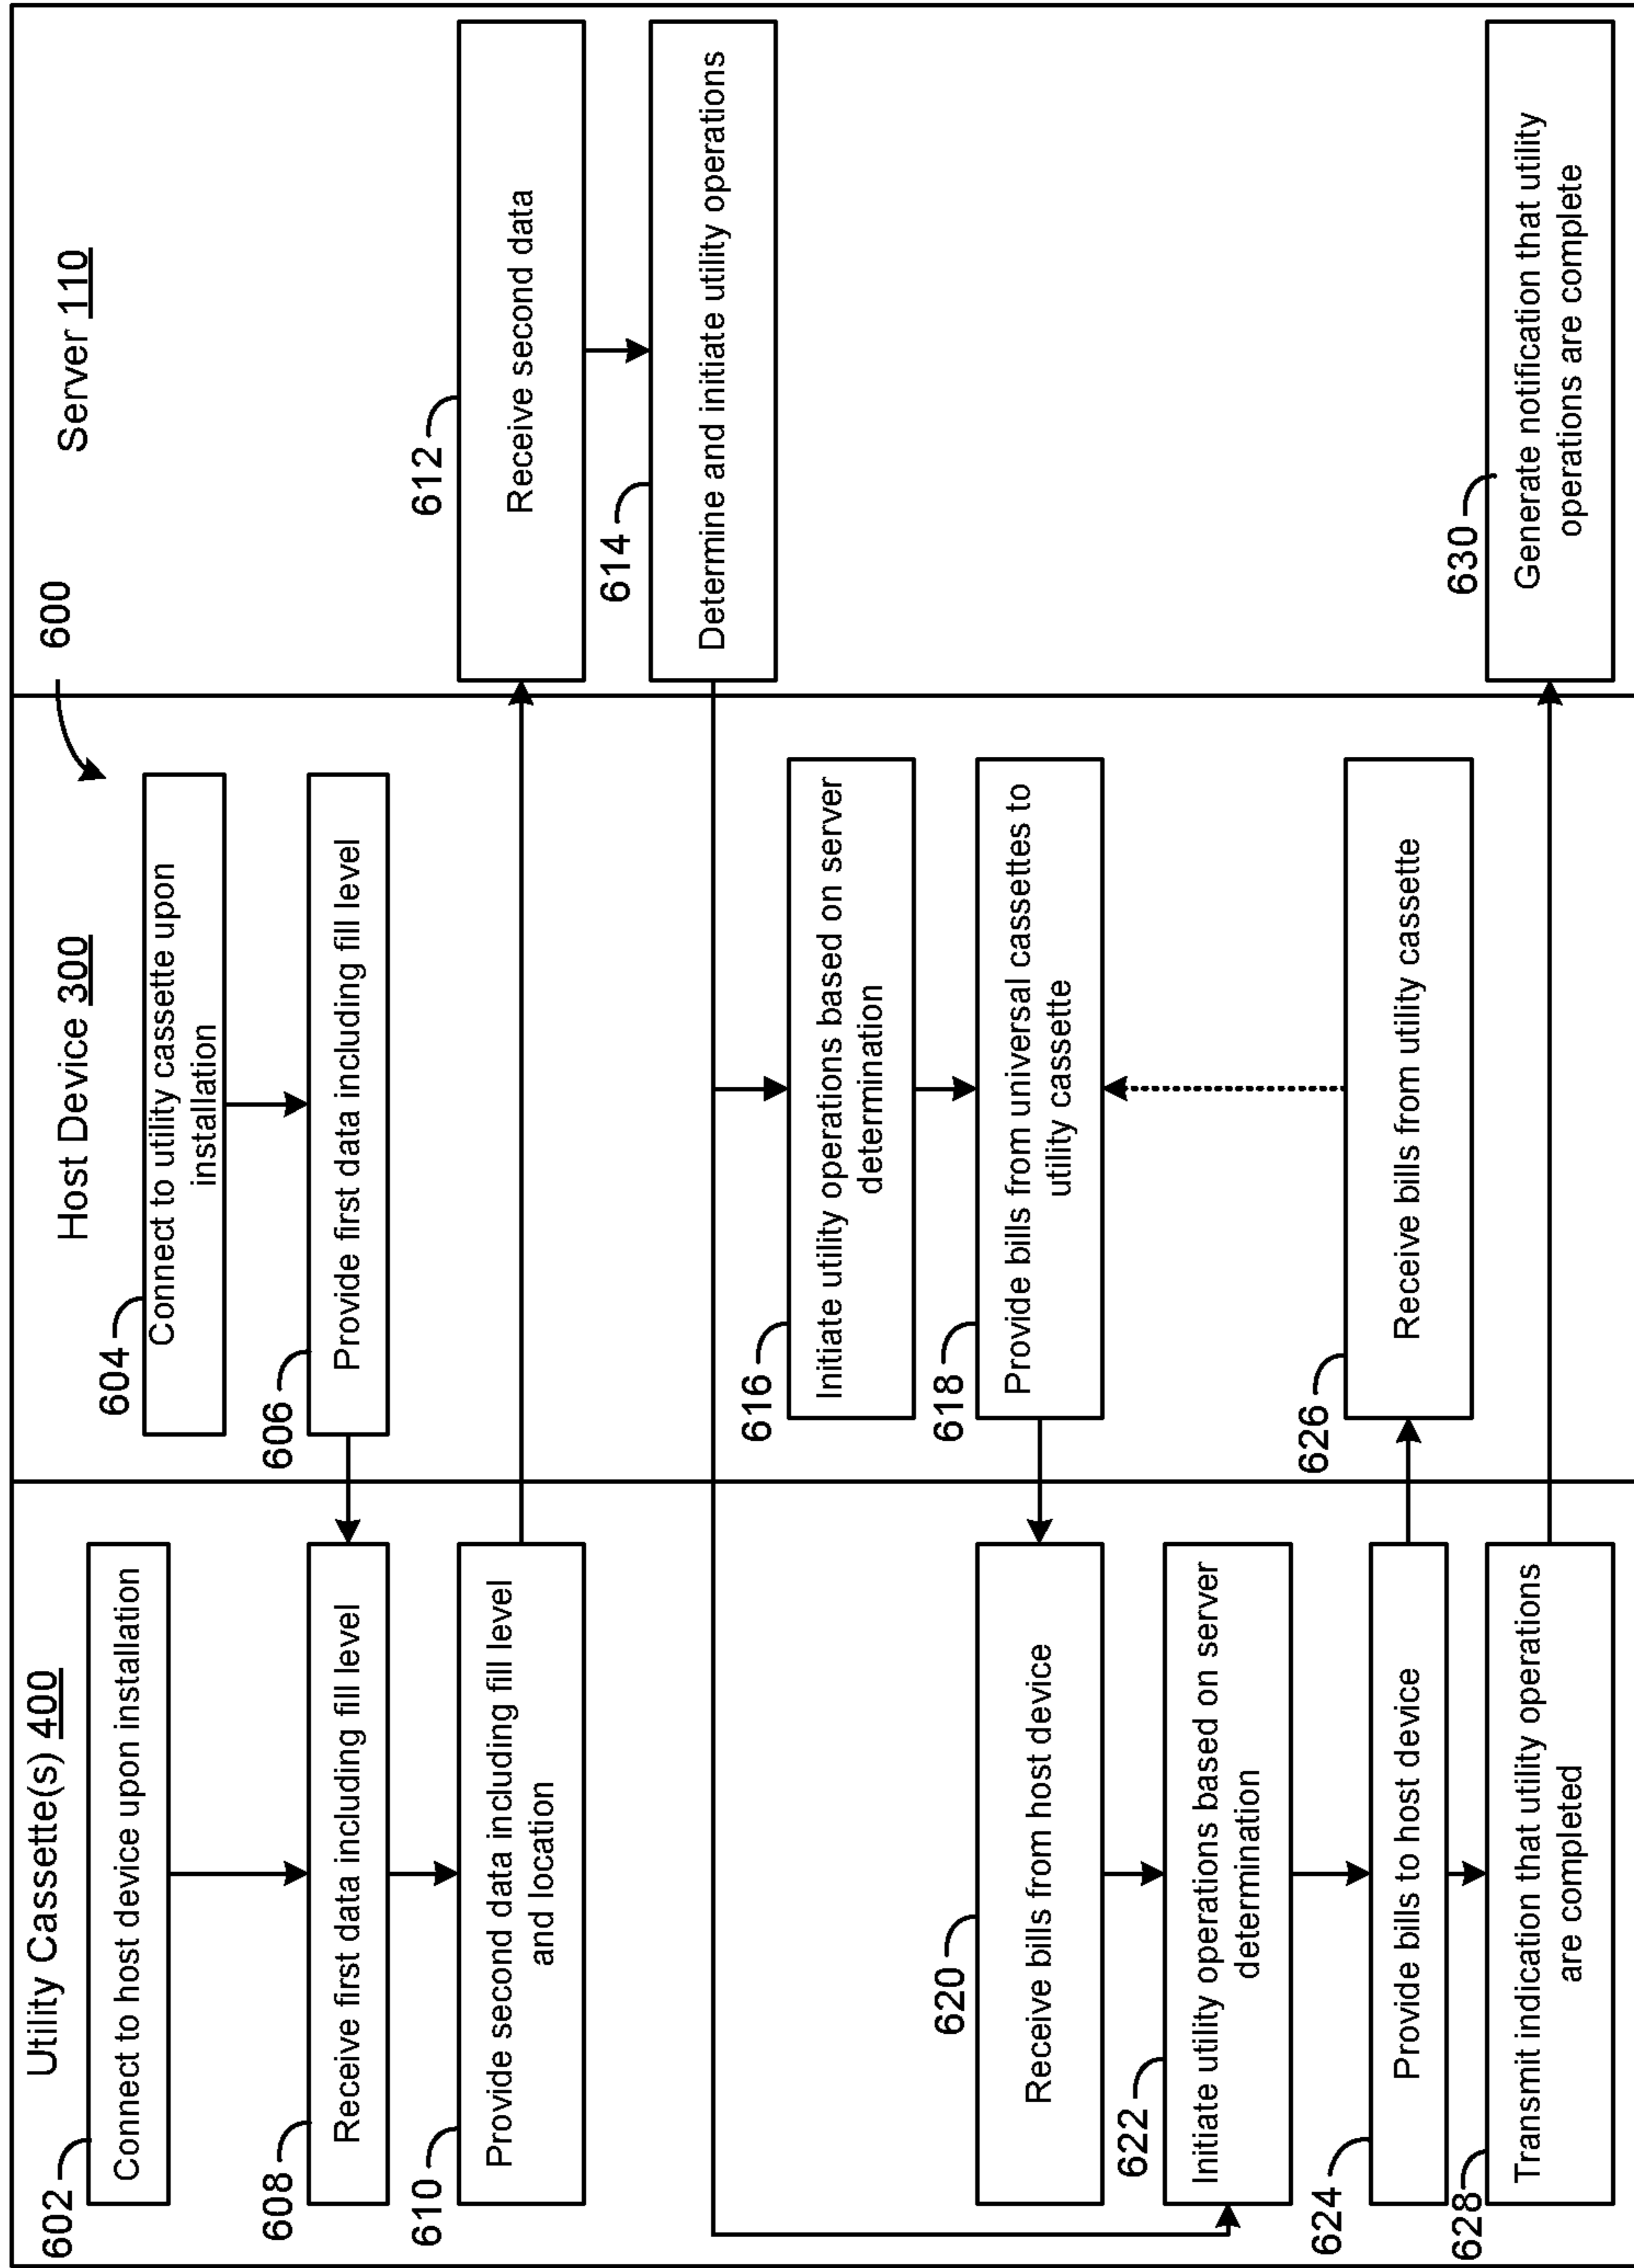 Utility Cassette(s) 400
Host Device 300
Server 110
600
602
Connect to host device upon installation
604
Connect to utility cassette upon
installation
606
Provide first data including fill level
608
Receive first data including fill level
610
Provide second data including fill level
and location
612
Receive second data
614
Determine and initiate utility operations
616
Initiate utility operations based on server
determination
618
Provide bills from universal cassettes to
utility cassette
620
Receive bills from host device
622
Initiate utility operations based on server
determination
624
Provide bills to host device
626
Receive bills from utility cassette
628
Transmit indication that utility operations
are completed
630
Generate notification that utility
operations are complete